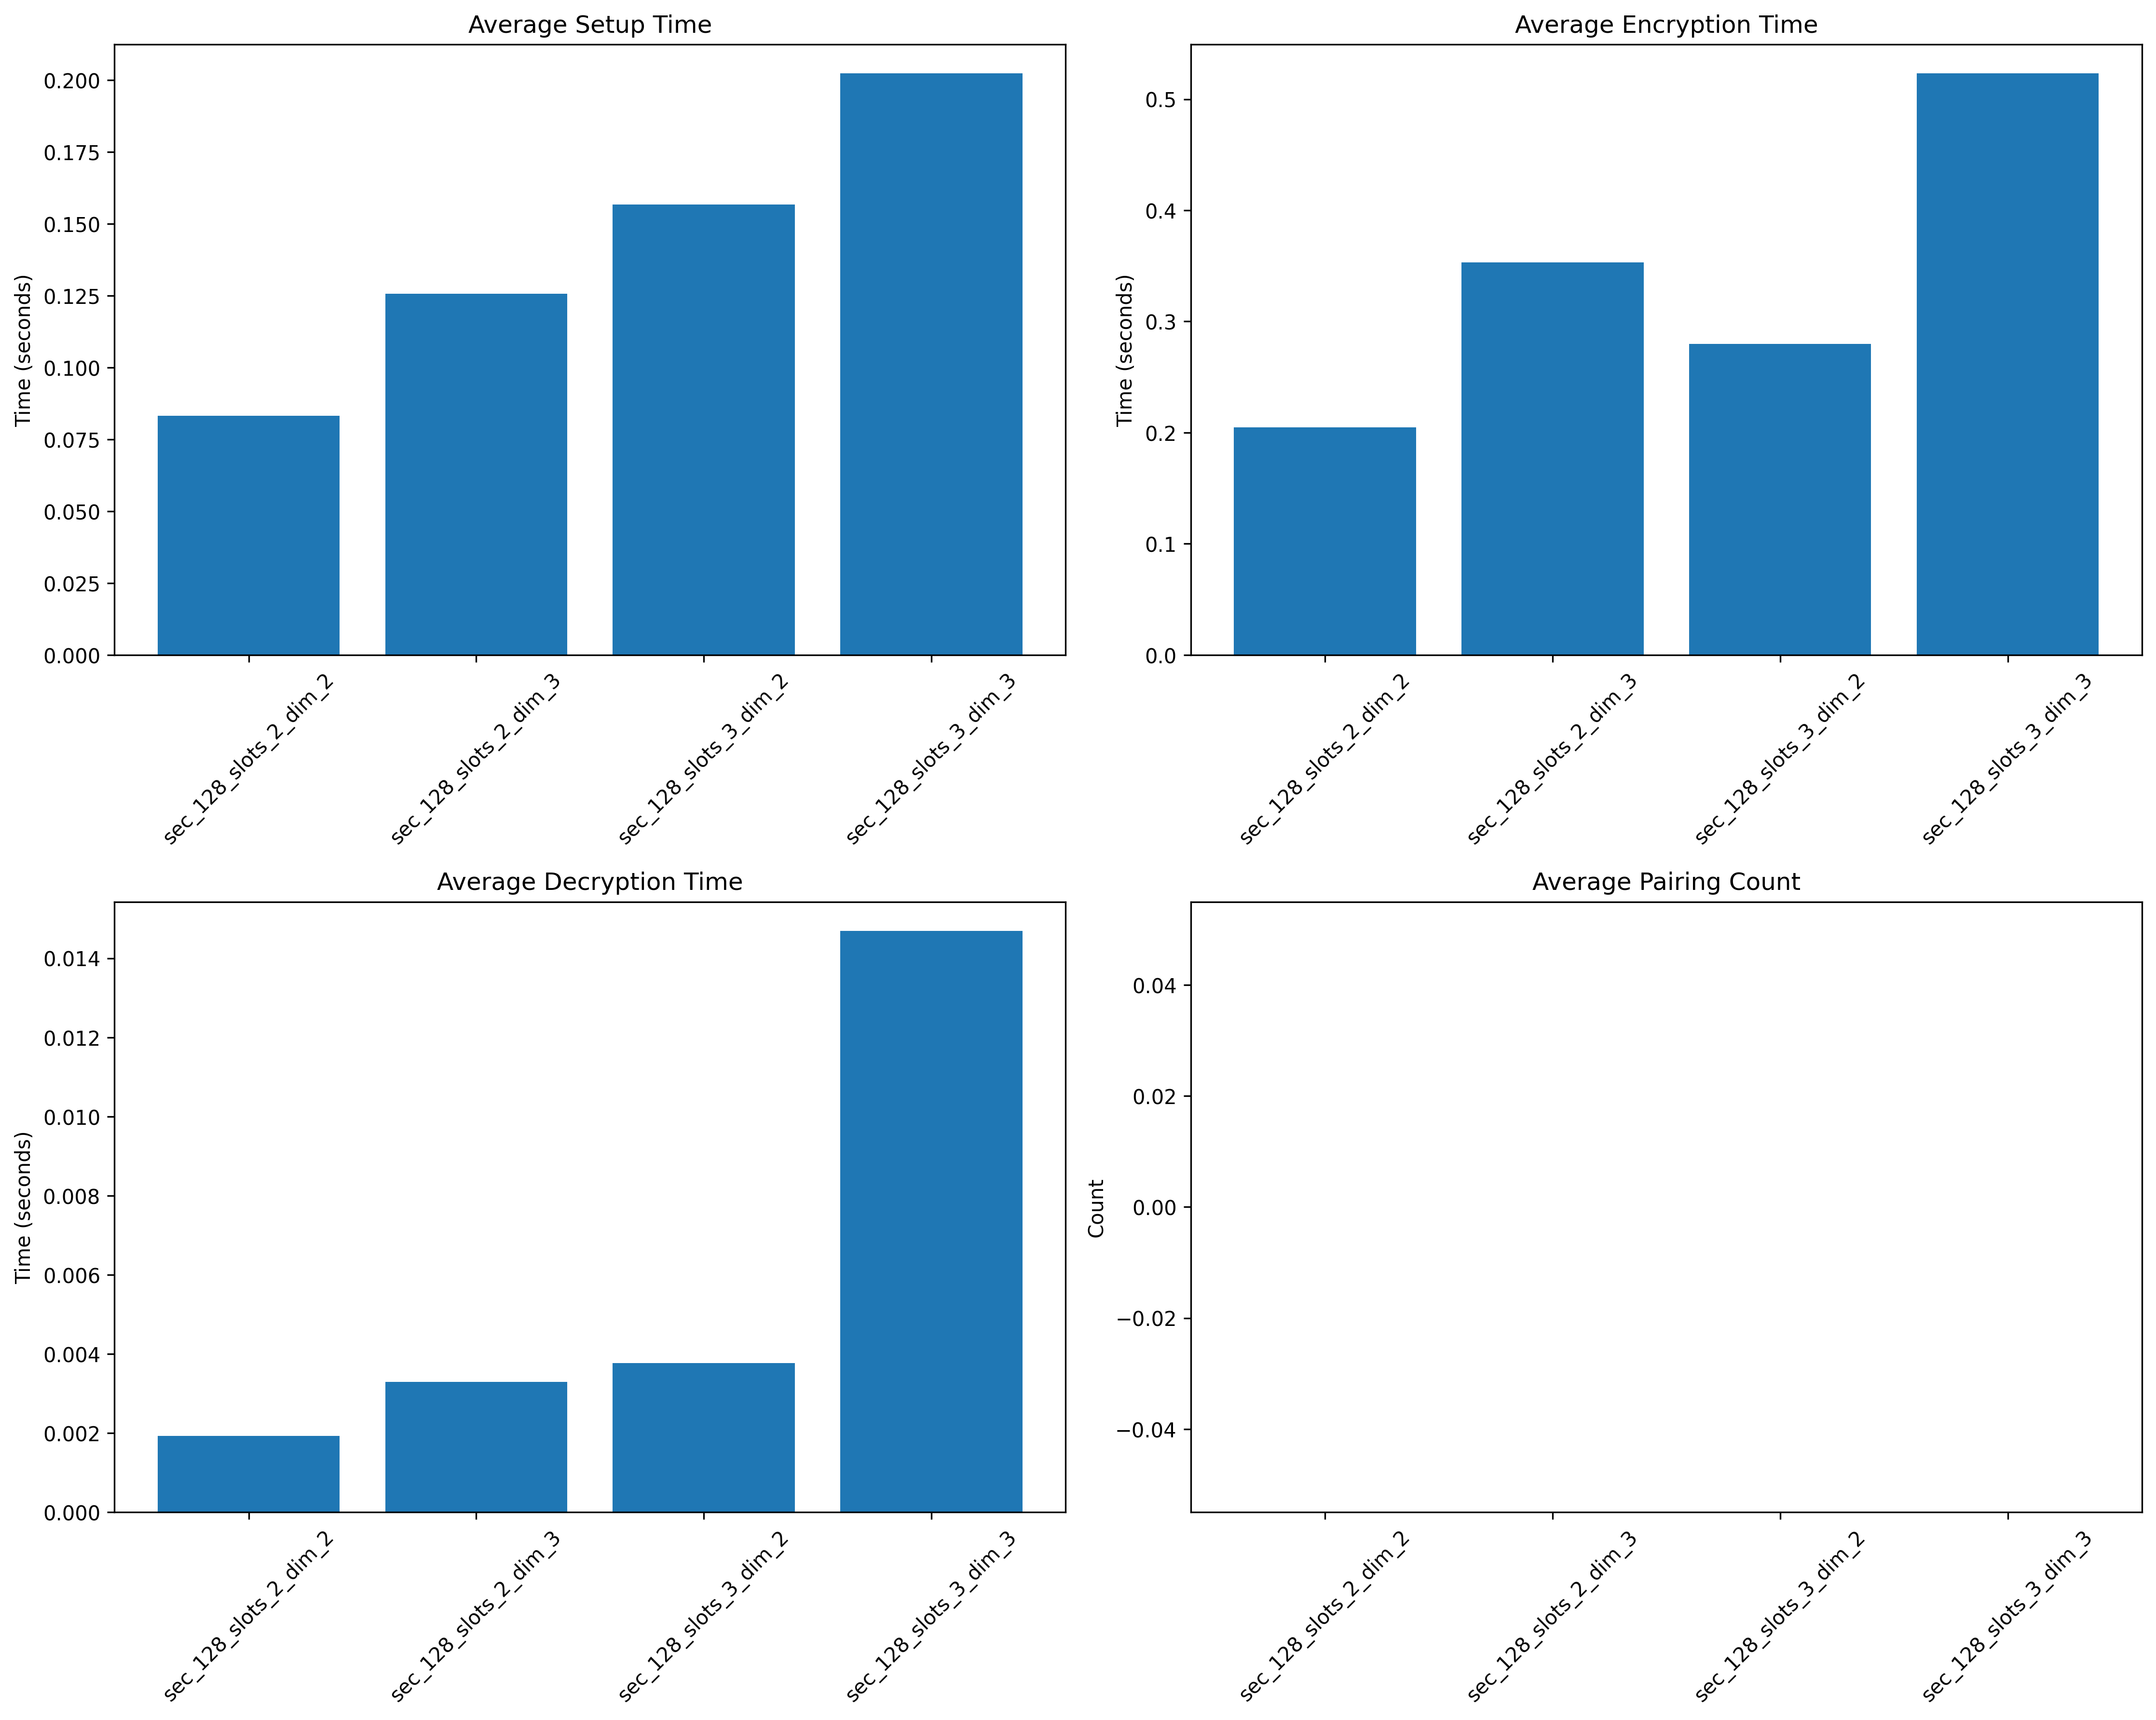 Average Setup Time
Time (seconds)
0.200
0.175
0.150
0.125
0.100
0.075
0.050
0.025
0.000
sec_128_slots_2_dim_2
sec_128_slots_2_dim_3
sec_128_slots_3_dim_2
sec_128_slots_3_dim_3
Average Encryption Time
Time (seconds)
0.5
0.4
0.3
0.2
0.1
0.0
sec_128_slots_2_dim_2
sec_128_slots_2_dim_3
sec_128_slots_3_dim_2
sec_128_slots_3_dim_3
Average Decryption Time
Time (seconds)
0.014
0.012
0.010
0.008
0.006
0.004
0.002
0.000
sec_128_slots_2_dim_2
sec_128_slots_2_dim_3
sec_128_slots_3_dim_2
sec_128_slots_3_dim_3
Average Pairing Count
Count
0.04
0.02
0.00
−0.02
−0.04
sec_128_slots_2_dim_2
sec_128_slots_2_dim_3
sec_128_slots_3_dim_2
sec_128_slots_3_dim_3